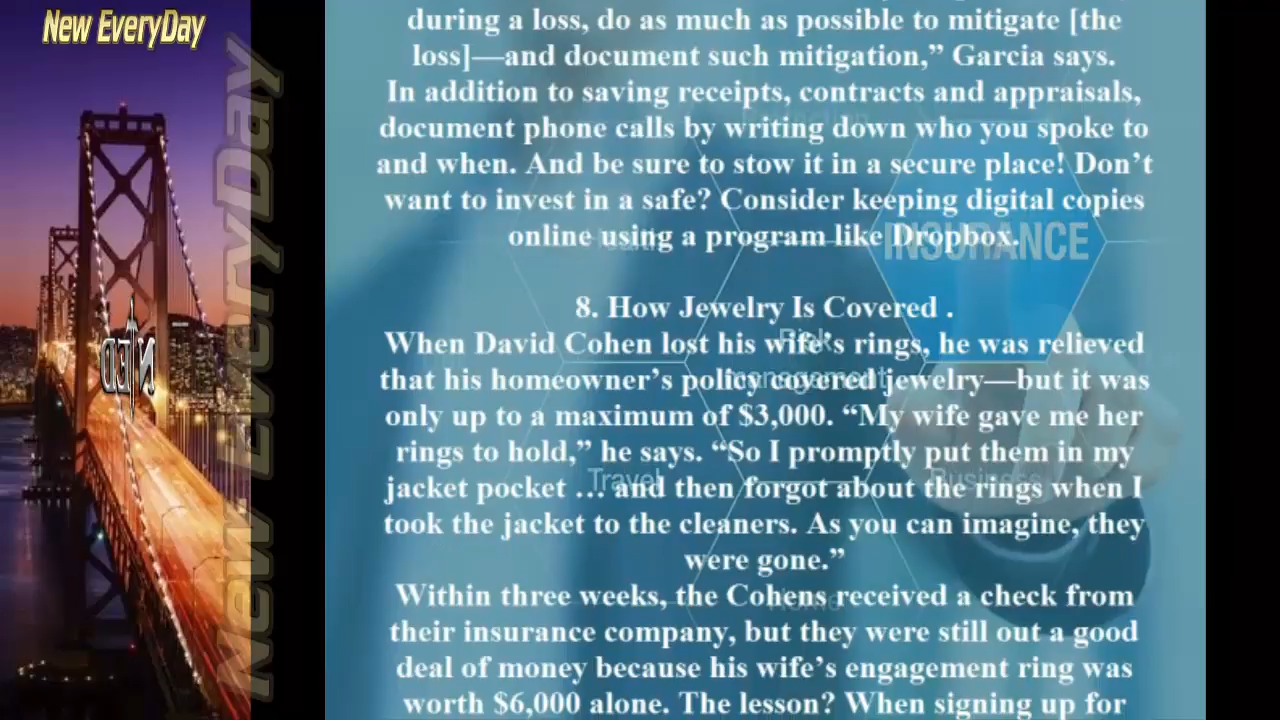 New EveryDay
New EveryDay
NED
during a loss, do as much as possible to mitigate [the
loss]—and document such mitigation,” Garcia says.
In addition to saving receipts, contracts and appraisals,
document phone calls by writing down who you spoke to
and when. And be sure to stow it in a secure place! Don’t
want to invest in a safe? Consider keeping digital copies
online using a program like Dropbox.
INSURANCE
8. How Jewelry Is Covered .
When David Cohen lost his wife’s rings, he was relieved
that his homeowner’s policy covered jewelry—but it was
only up to a maximum of $3,000. “My wife gave me her
rings to hold,” he says. “So I promptly put them in my
jacket pocket … and then forgot about the rings when I
took the jacket to the cleaners. As you can imagine, they
were gone.”
Within three weeks, the Cohens received a check from
their insurance company, but they were still out a good
deal of money because his wife’s engagement ring was
worth $6,000 alone. The lesson? When signing up for
Risk
management
Travel
Business
Home